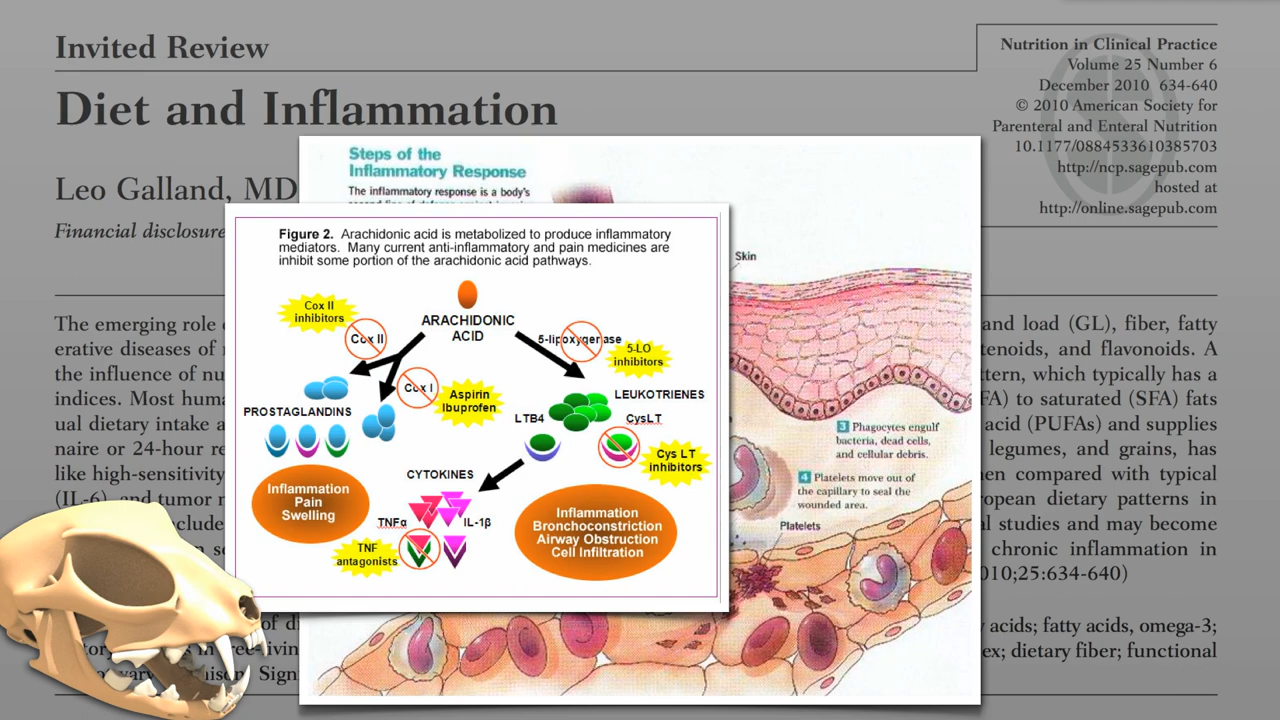 Invited Review
Diet and Inflammation
Leo Galland, MD
Financial disclosure
Nutrition in Clinical Practice
Volume 25 Number 6
December 2010 634-640
© 2010 American Society for
Parenteral and Enteral Nutrition
10.1177/0884533610385703
http://ncp.sagepub.com
hosted at
http://online.sagepub.com
Steps of the
Inflammatory Response
The inflammatory response is a body's
Skin
3 Phagocytes engulf
bacteria, dead cells,
and cellular debris.
4 Platelets move out of
the capillary to seal the
wounded area.
Platelets
Figure 2. Arachidonic acid is metabolized to produce inflammatory
mediators. Many current anti-inflammatory and pain medicines are
inhibit some portion of the arachidonic acid pathways.
Cox II
inhibitors
Cox II
ARACHIDONIC
ACID
5-lipoxygenase
5-LO
inhibitors
Cox I
Aspirin
Ibuprofen
PROSTAGLANDINS
LEUKOTRIENES
LTB4
CysLT
Cys LT
inhibitors
CYTOKINES
Inflammation
Pain
Swelling
TNFα
IL-1β
TNF
antagonists
Inflammation
Bronchoconstriction
Airway Obstruction
Cell Infiltration
The emerging role
erative diseases of
the influence of nu
indices. Most huma
ual dietary intake a
naire or 24-hour re
like high-sensitivity
(IL-6), and tumor n
and load (GL), fiber, fatty
tenoids, and flavonoids. A
ttern, which typically has a
FA) to saturated (SFA) fats
acid (PUFAs) and supplies
legumes, and grains, has
en compared with typical
ropean dietary patterns in
al studies and may become
chronic inflammation in
010;25:634-640)
of di
y acids; fatty acids, omega-3;
ex; dietary fiber; functional